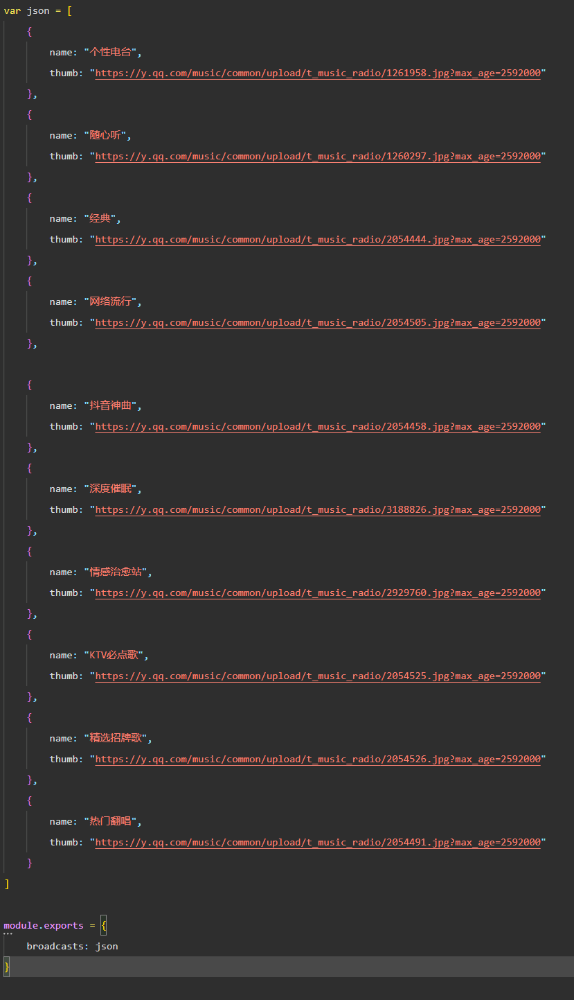 var json = [
    {
        name: "个性电台",
        thumb: "https://y.qq.com/music/common/upload/t_music_radio/1261958.jpg?max_age=2592000"
    },
    {
        name: "随心听",
        thumb: "https://y.qq.com/music/common/upload/t_music_radio/1260297.jpg?max_age=2592000"
    },
    {
        name: "经典",
        thumb: "https://y.qq.com/music/common/upload/t_music_radio/2054444.jpg?max_age=2592000"
    },
    {
        name: "网络流行",
        thumb: "https://y.qq.com/music/common/upload/t_music_radio/2054505.jpg?max_age=2592000"
    },

    {
        name: "抖音神曲",
        thumb: "https://y.qq.com/music/common/upload/t_music_radio/2054458.jpg?max_age=2592000"
    },
    {
        name: "深度催眠",
        thumb: "https://y.qq.com/music/common/upload/t_music_radio/3188826.jpg?max_age=2592000"
    },
    {
        name: "情感治愈站",
        thumb: "https://y.qq.com/music/common/upload/t_music_radio/2929760.jpg?max_age=2592000"
    },
    {
        name: "KTV必点歌",
        thumb: "https://y.qq.com/music/common/upload/t_music_radio/2054525.jpg?max_age=2592000"
    },
    {
        name: "精选招牌歌",
        thumb: "https://y.qq.com/music/common/upload/t_music_radio/2054526.jpg?max_age=2592000"
    },
    {
        name: "热门翻唱",
        thumb: "https://y.qq.com/music/common/upload/t_music_radio/2054491.jpg?max_age=2592000"
    }
]

module.exports = {
    broadcasts: json
}